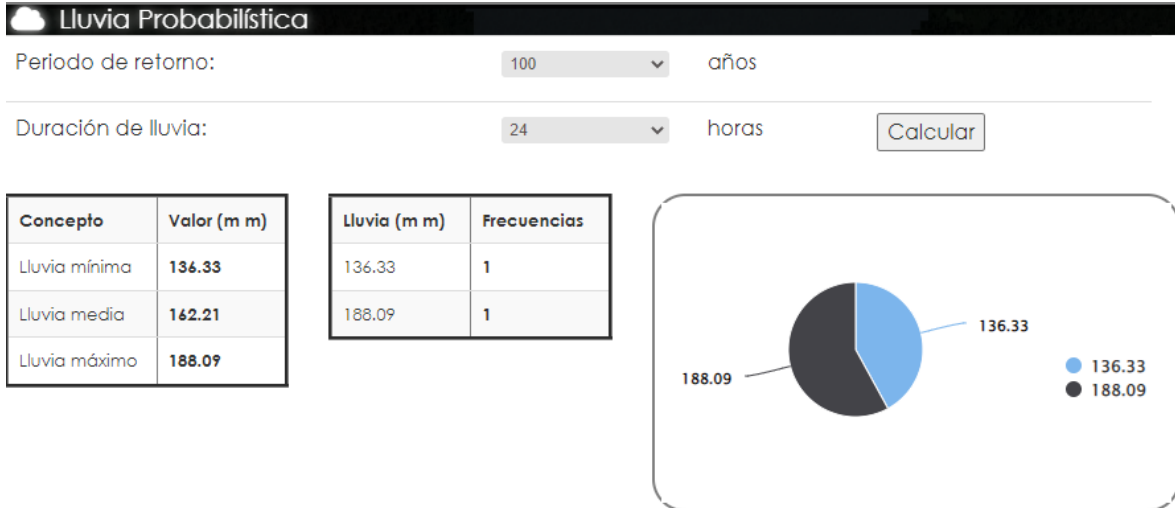 Lluvia Probabilística
Periodo de retorno: 100 años
Duración de lluvia: 24 horas Calcular
Concepto Valor (m m)
Lluvia mínima 136.33
Lluvia media 162.21
Lluvia máximo 188.09
Lluvia (m m) Frecuencias
136.33 1
188.09 1
136.33
188.09
136.33
188.09